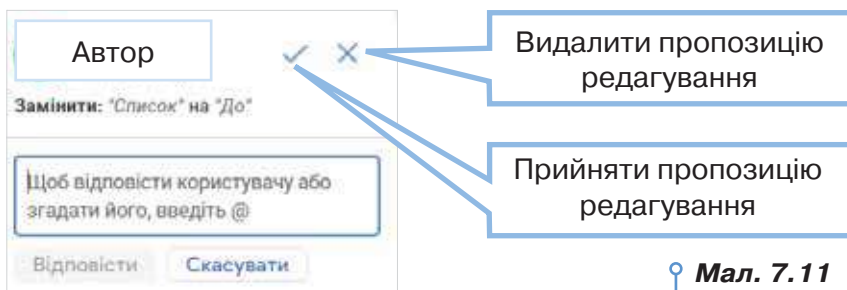 Автор
Видалити пропозицію
редагування
Замінити: "Список" на "До"
Щоб відповісти користувачу або
згадати його, введіть @
Прийняти пропозицію
редагування
Відповісти Скасувати
Мал. 7.11